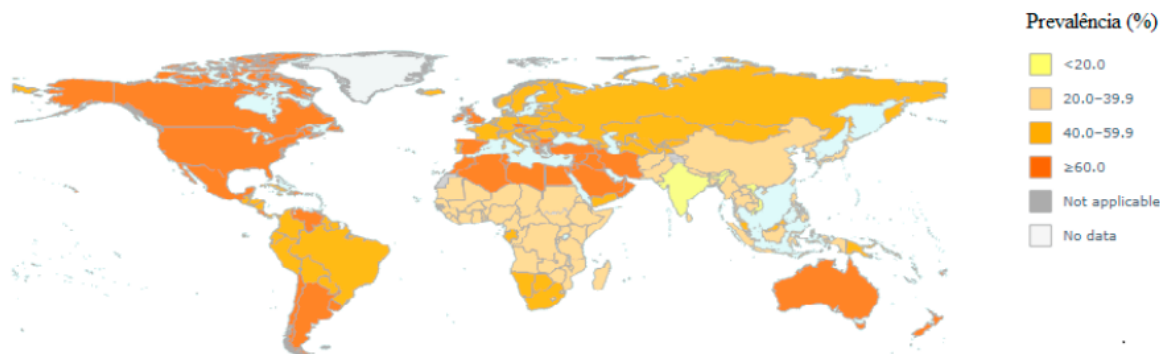 Prevalência (%)
<20.0
20.0–39.9
40.0–59.9
≥60.0
Not applicable
No data